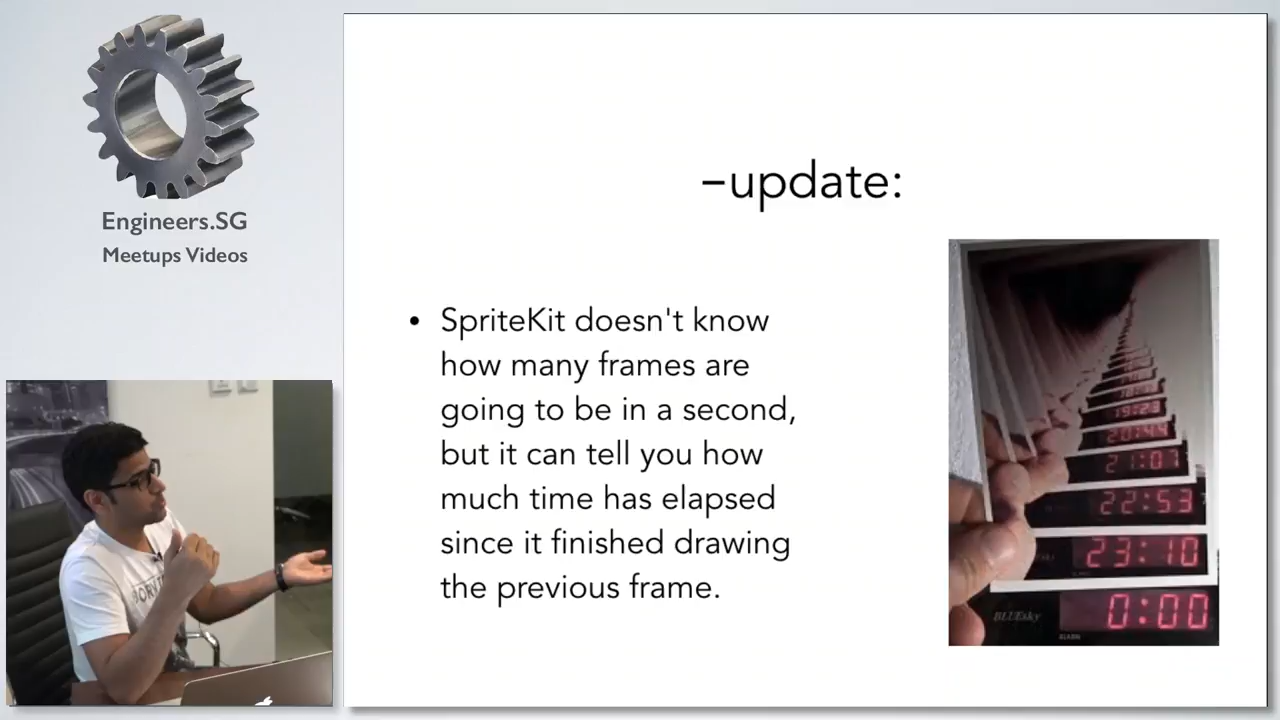 Engineers.SG
Meetups Videos
–update:
• SpriteKit doesn't know
how many frames are
going to be in a second,
but it can tell you how
much time has elapsed
since it finished drawing
the previous frame.
19:23
20:44
21:07
22:53
23:10
BLUEsky
0:00
ALARM